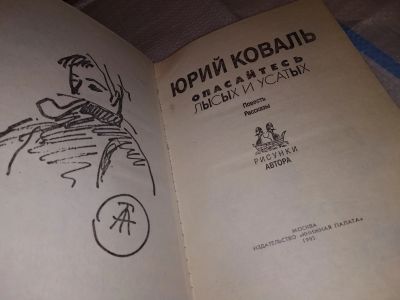 ЮРИЙ КОВАЛЬ
ОПАСАЙТЕСЬ
ЛЫСЫХ И УСАТЫХ
Повесть
Рассказы
РИСУНКИ
АВТОРА
МОСКВА
ИЗДАТЕЛЬСТВО «КНИЖНАЯ ПАЛАТА»